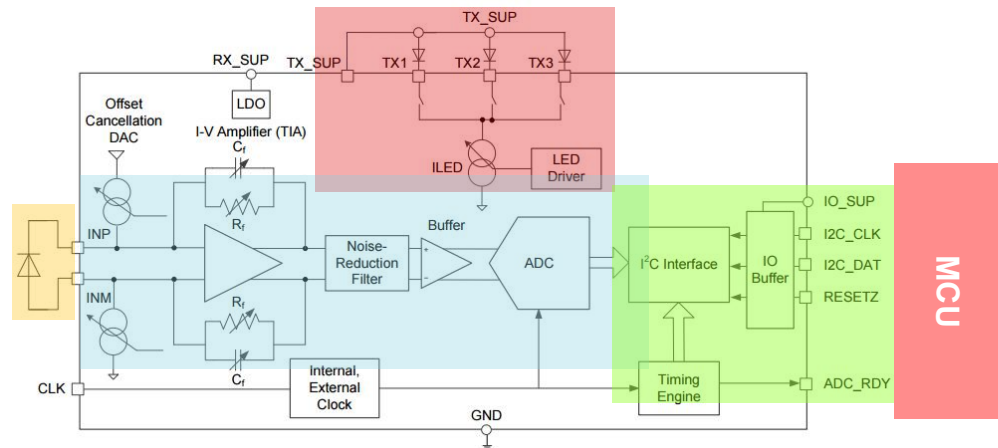 TX_SUP
RX_SUP
TX_SUP
TX1
TX2
TX3
LDO
Offset
Cancellation
DAC
I-V Amplifier (TIA)
Cf
Rf
ILED
LED
Driver
INP
INM
Noise-
Reduction
Filter
Buffer
+
−
ADC
I²C Interface
IO
Buffer
IO_SUP
I2C_CLK
I2C_DAT
RESETZ
MCU
Rf
Cf
CLK
Internal,
External
Clock
Timing
Engine
ADC_RDY
GND